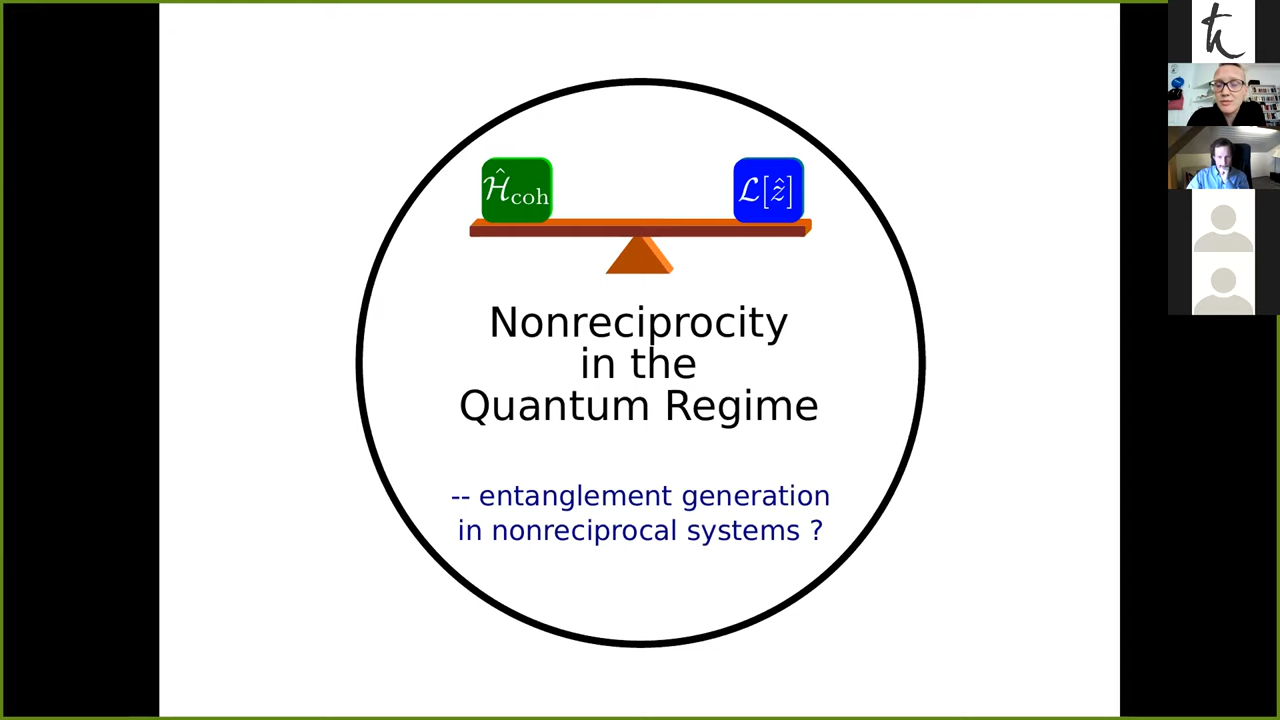 Ĥcoh
ℒ[ẑ]
Nonreciprocity
in the
Quantum Regime
-- entanglement generation
in nonreciprocal systems ?